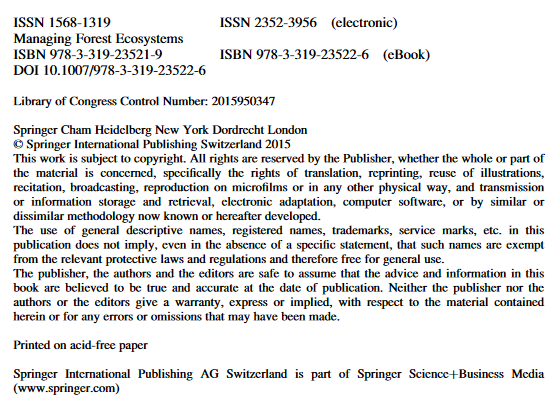 ISSN 1568-1319 ISSN 2352-3956 (electronic)
Managing Forest Ecosystems
ISBN 978-3-319-23521-9 ISBN 978-3-319-23522-6 (eBook)
DOI 10.1007/978-3-319-23522-6
Library of Congress Control Number: 2015950347
Springer Cham Heidelberg New York Dordrecht London
© Springer International Publishing Switzerland 2015
This work is subject to copyright. All rights are reserved by the Publisher, whether the whole or part of
the material is concerned, specifically the rights of translation, reprinting, reuse of illustrations,
recitation, broadcasting, reproduction on microfilms or in any other physical way, and transmission
or information storage and retrieval, electronic adaptation, computer software, or by similar or
dissimilar methodology now known or hereafter developed.
The use of general descriptive names, registered names, trademarks, service marks, etc. in this
publication does not imply, even in the absence of a specific statement, that such names are exempt
from the relevant protective laws and regulations and therefore free for general use.
The publisher, the authors and the editors are safe to assume that the advice and information in this
book are believed to be true and accurate at the date of publication. Neither the publisher nor the
authors or the editors give a warranty, express or implied, with respect to the material contained
herein or for any errors or omissions that may have been made.
Printed on acid-free paper
Springer International Publishing AG Switzerland is part of Springer Science+Business Media
(www.springer.com)